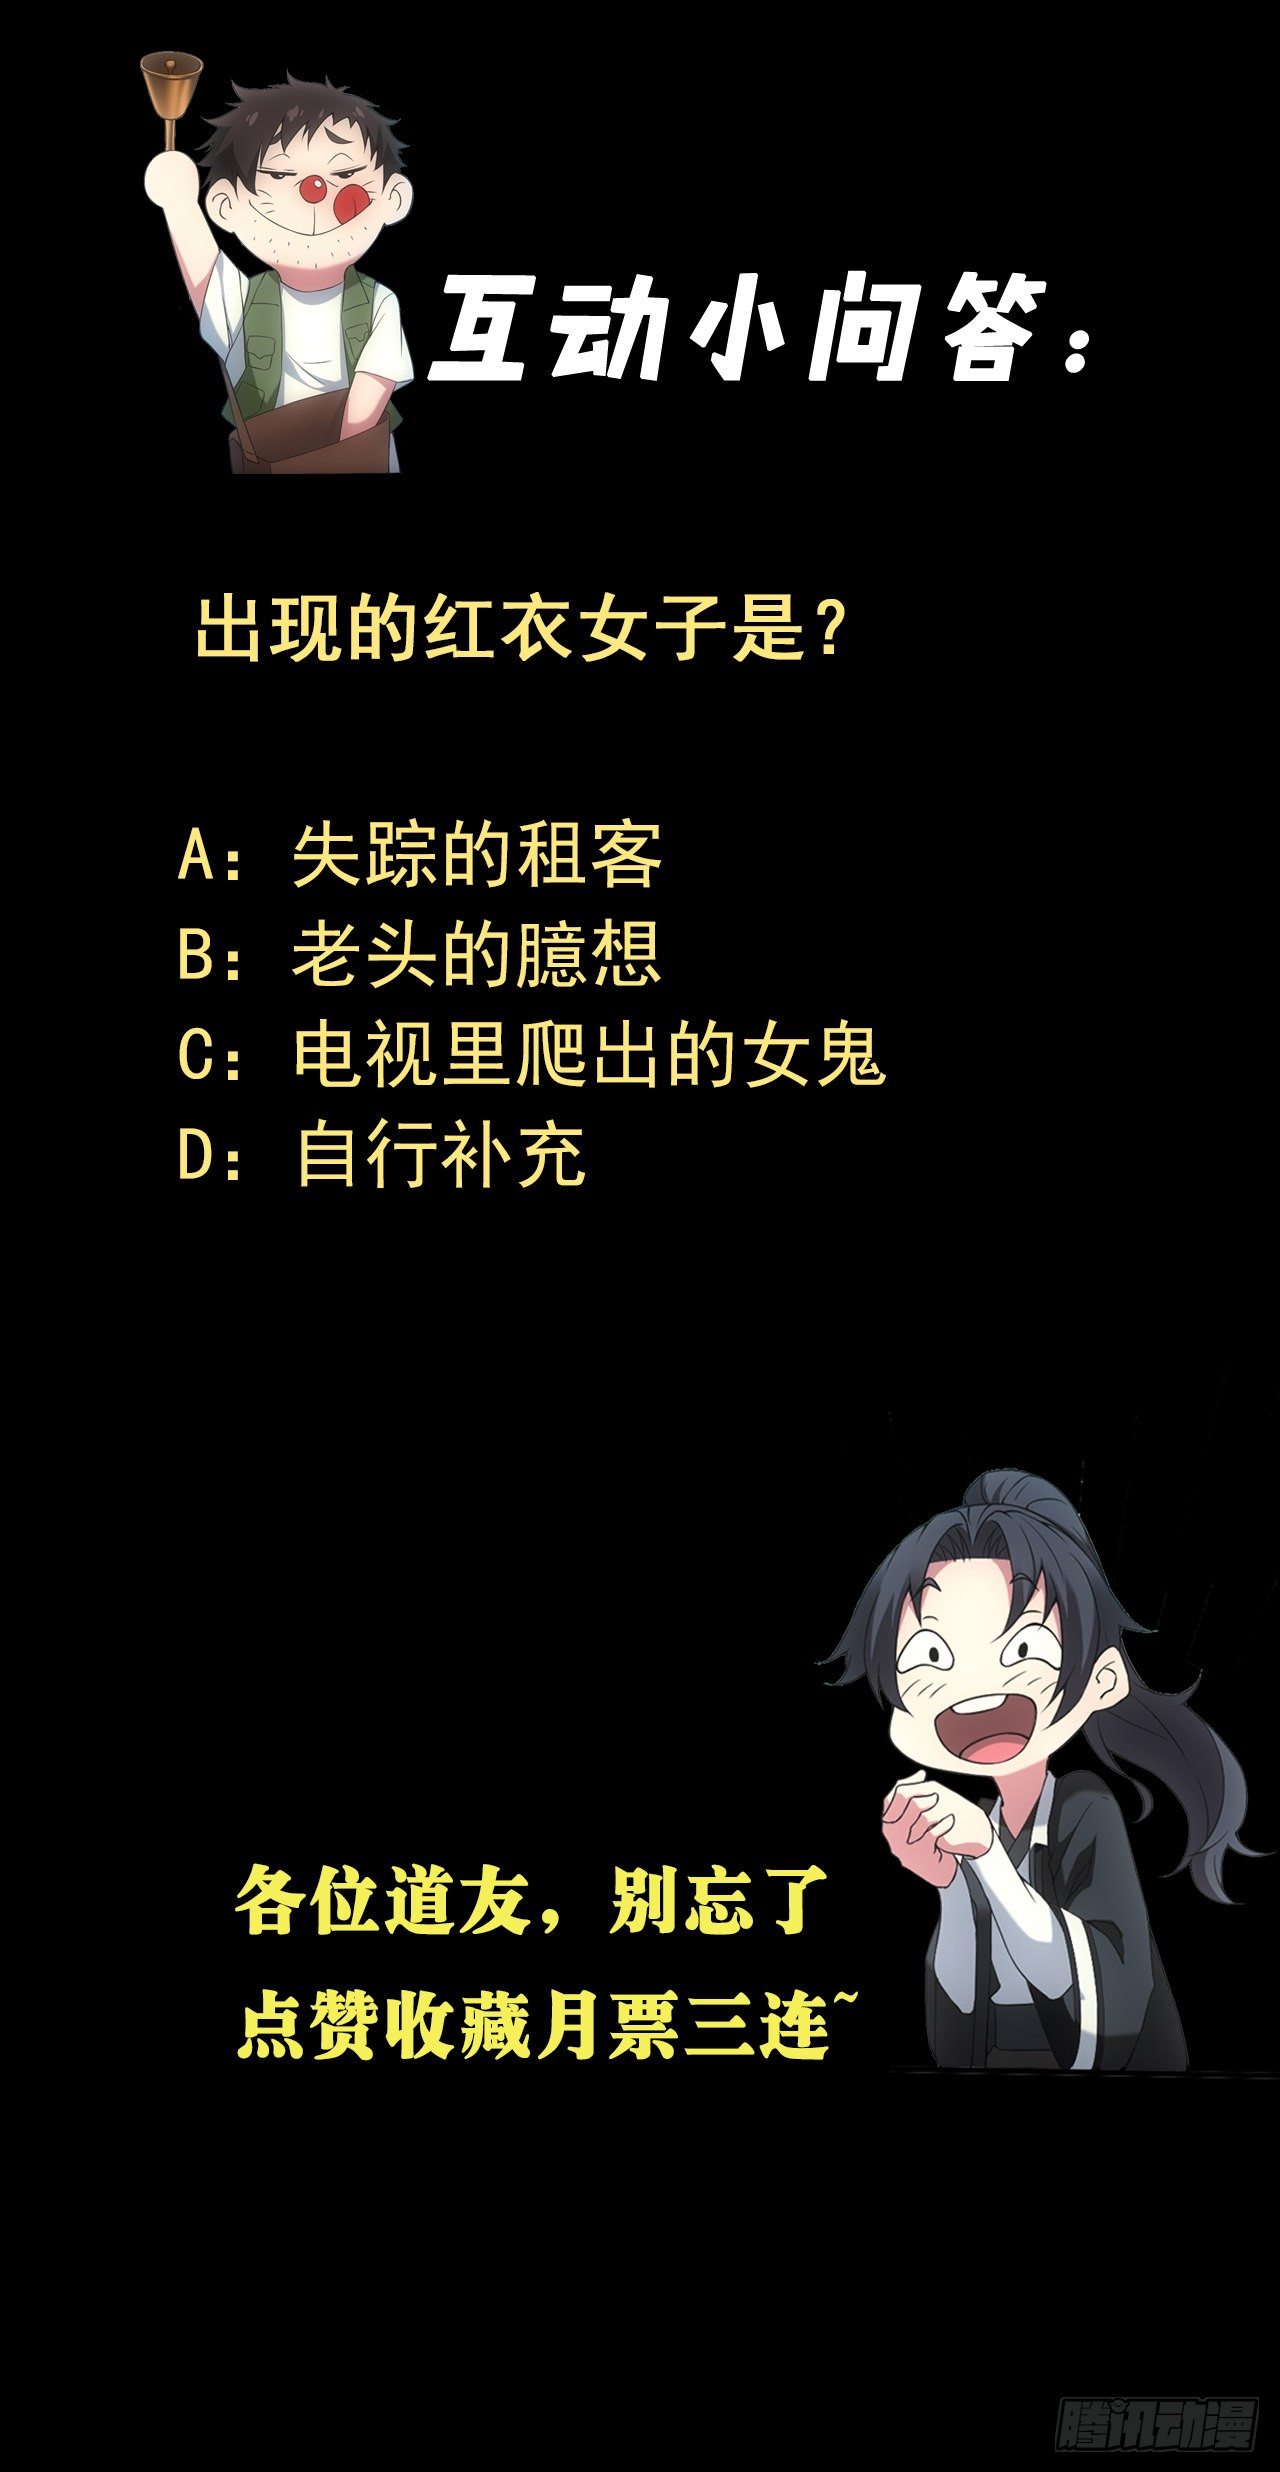 互动小问答：
出现的红衣女子是？
A：失踪的租客
B：老头的臆想
C：电视里爬出的女鬼
D：自行补充
各位道友，别忘了
点赞收藏月票三连~
腾讯动漫